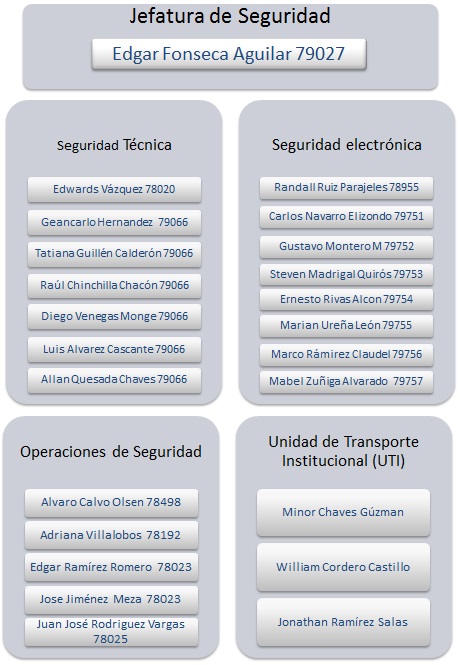 Jefatura de Seguridad
Edgar Fonseca Aguilar 79027
Seguridad Técnica
Edwards Vázquez 78020
Geancarlo Hernandez 79066
Tatiana Guillén Calderón 79066
Raúl Chinchilla Chacón 79066
Diego Venegas Monge 79066
Luis Alvarez Cascante 79066
Allan Quesada Chaves 79066
Seguridad electrónica
Randall Ruiz Parajeles 78955
Carlos Navarro Elizondo 79751
Gustavo Montero M 79752
Steven Madrigal Quirós 79753
Ernesto Rivas Alcon 79754
Marian Ureña León 79755
Marco Rámirez Claudel 79756
Mabel Zuñiga Alvarado 79757
Operaciones de Seguridad
Alvaro Calvo Olsen 78498
Adriana Villalobos 78192
Edgar Ramírez Romero 78023
Jose Jiménez Meza 78023
Juan José Rodriguez Vargas
78025
Unidad de Transporte
Institucional (UTI)
Minor Chaves Gúzman
William Cordero Castillo
Jonathan Ramírez Salas